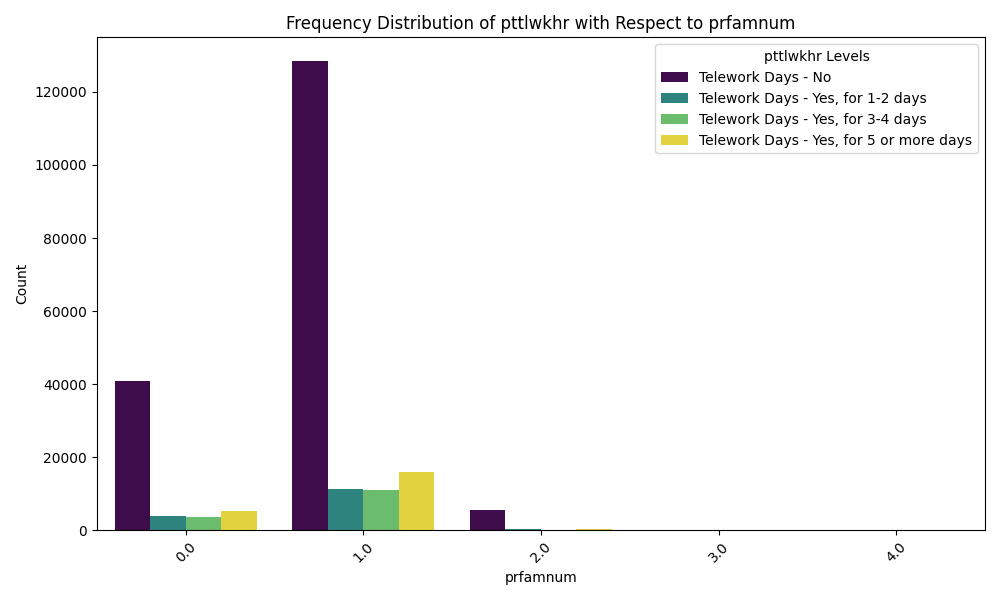 Frequency Distribution of pttlwkhr with Respect to prfamnum
pttlwkhr Levels
Telework Days - No
Telework Days - Yes, for 1-2 days
Telework Days - Yes, for 3-4 days
Telework Days - Yes, for 5 or more days
Count
120000
100000
80000
60000
40000
20000
0
0.0
1.0
2.0
3.0
4.0
prfamnum